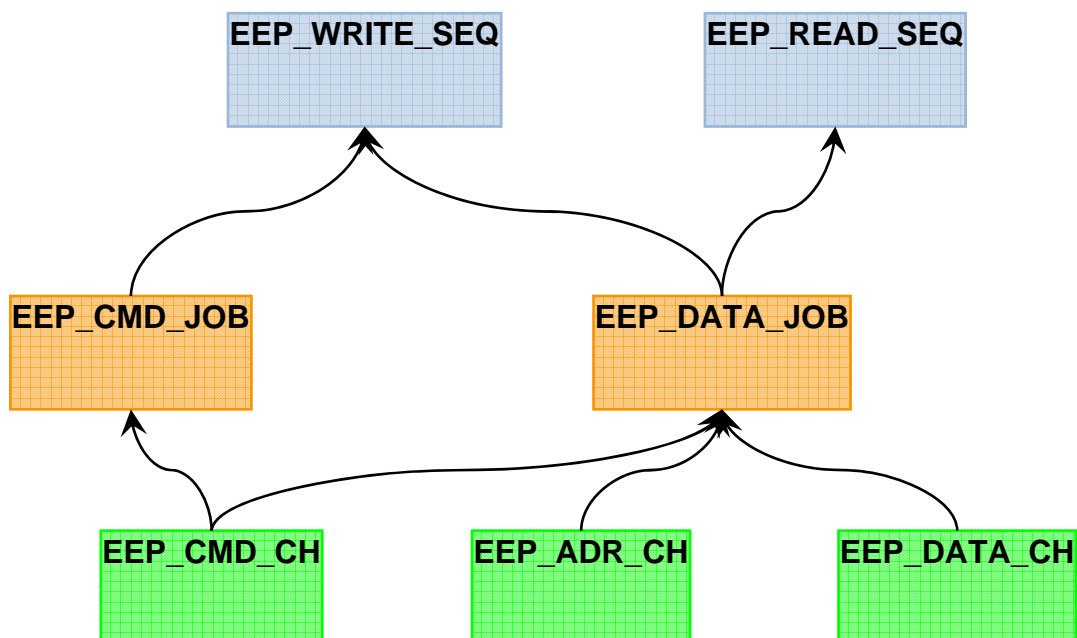 EEP_WRITE_SEQ
EEP_READ_SEQ
EEP_CMD_JOB
EEP_DATA_JOB
EEP_CMD_CH
EEP_ADR_CH
EEP_DATA_CH